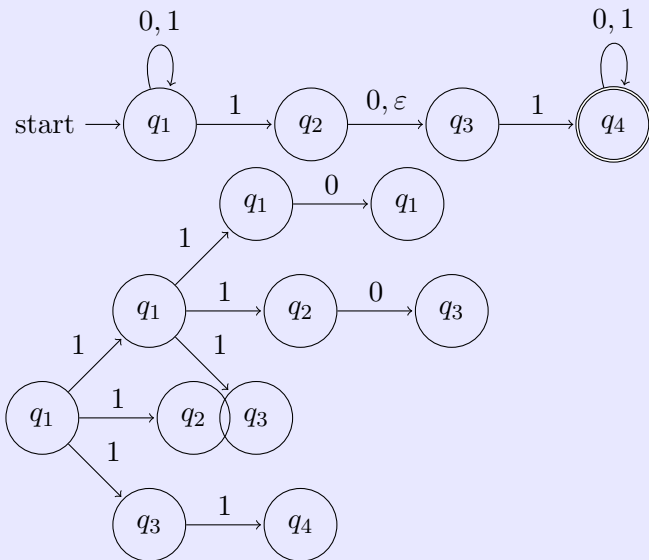 0, 1 0, 1
start q1 1 q2 0, ε q3 1 q4
q1 0 q1
1
q1 1 q2 0 q3
1 1
q1 1 q2 q3
1
q3 1 q4